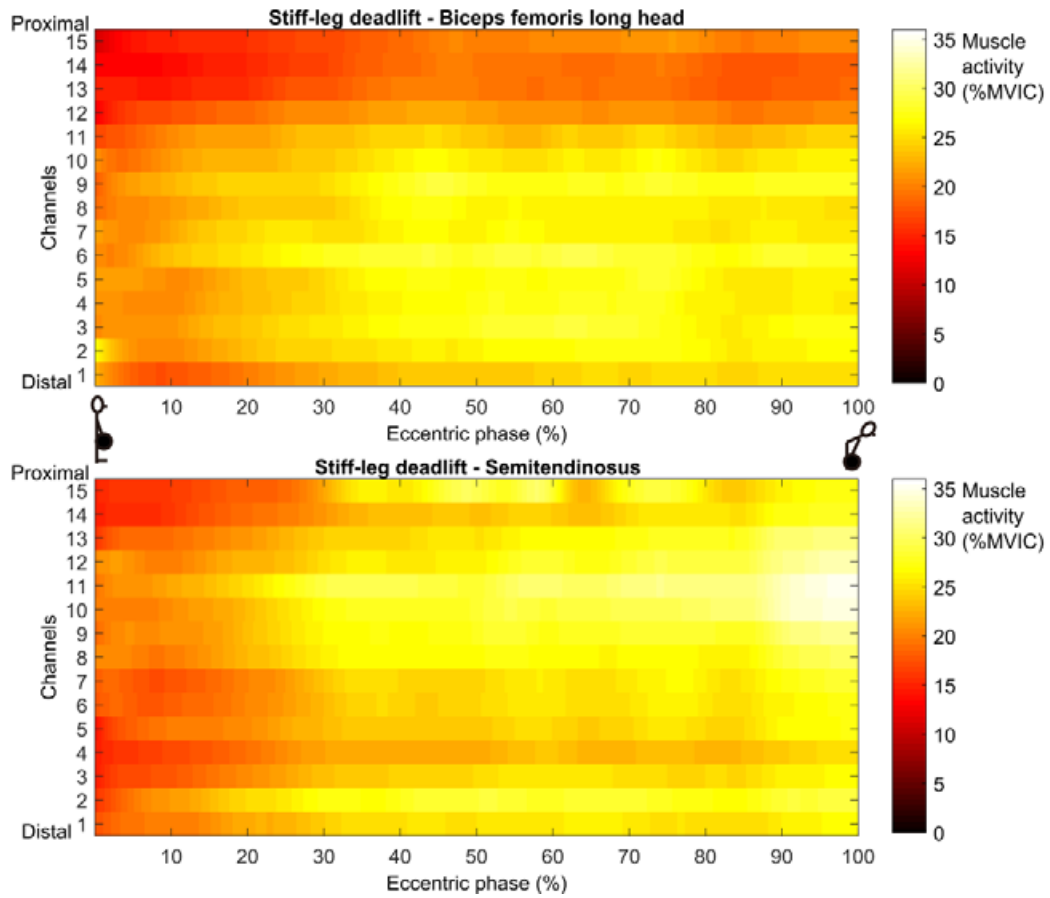 Stiff-leg deadlift - Biceps femoris long head
Proximal
15
14
13
12
11
10
9
8
7
6
5
4
3
2
1
Distal
Channels
10 20 30 40 50 60 70 80 90 100
Eccentric phase (%)
35
30
25
20
15
10
5
0
Muscle
activity
(%MVIC)
Stiff-leg deadlift - Semitendinosus
Proximal
15
14
13
12
11
10
9
8
7
6
5
4
3
2
1
Distal
Channels
10 20 30 40 50 60 70 80 90 100
Eccentric phase (%)
35
30
25
20
15
10
5
0
Muscle
activity
(%MVIC)